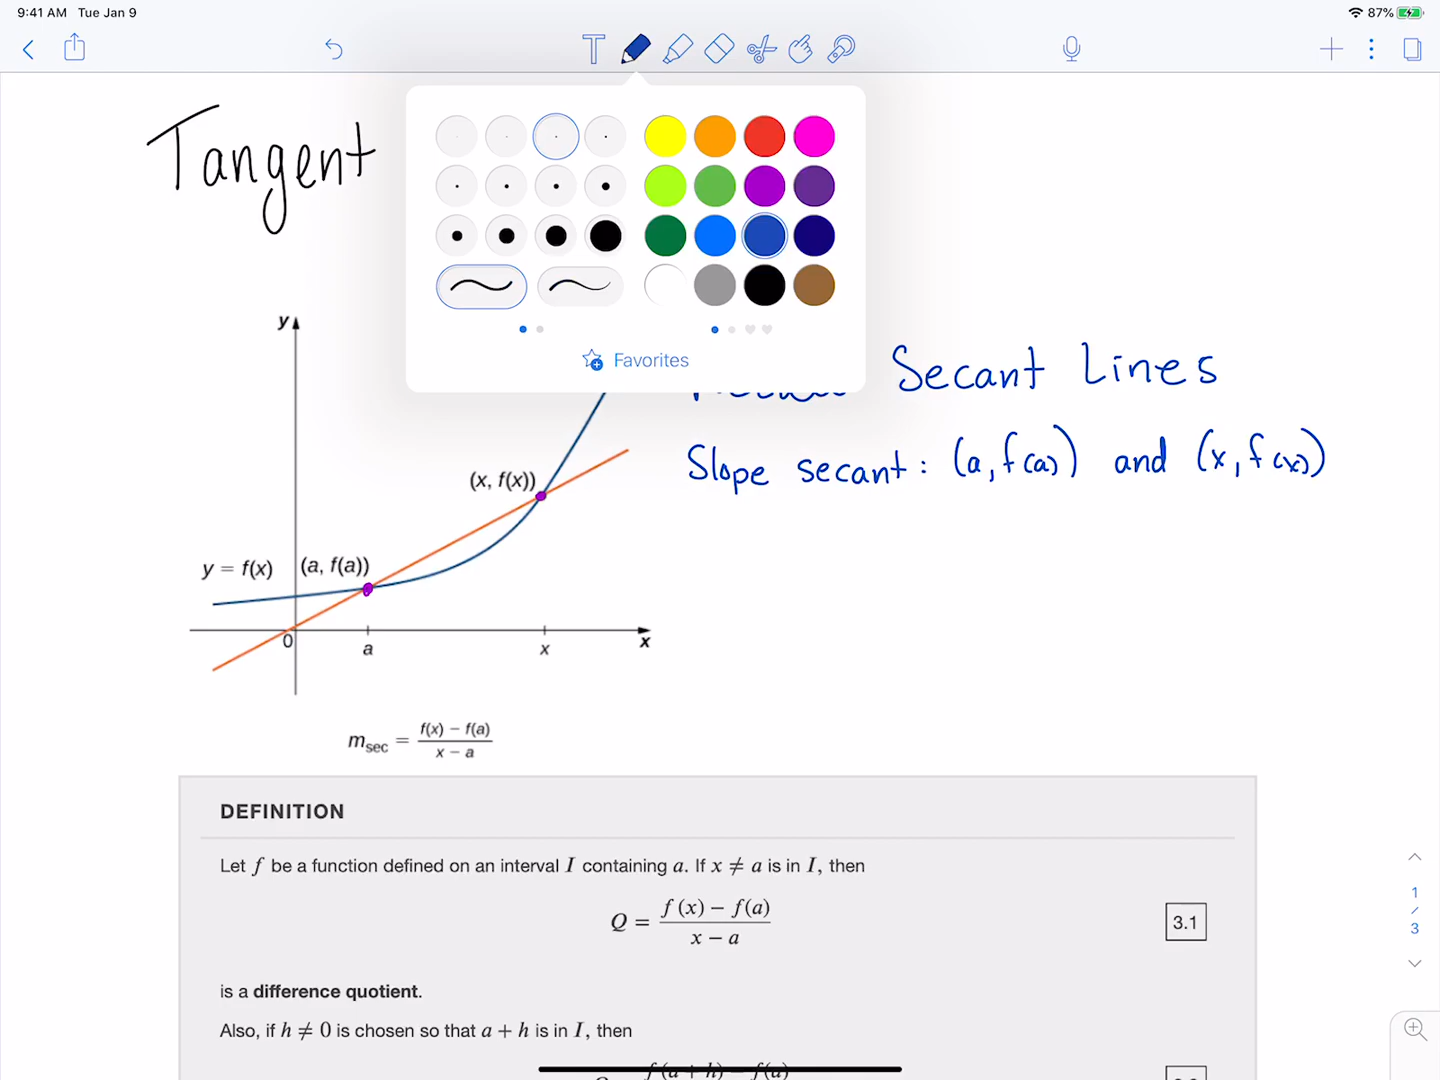 9:41 AM Tue Jan 9
87%
T
Tangent
Favorites
Secant Lines
Slope secant: (a, f(a)) and (x, f(x))
y
(x, f(x))
y = f(x)
(a, f(a))
0
a
x
x
m_sec = (f(x) − f(a)) / (x − a)
DEFINITION
Let f be a function defined on an interval I containing a. If x ≠ a is in I, then
Q = (f(x) − f(a)) / (x − a)
3.1
is a difference quotient.
Also, if h ≠ 0 is chosen so that a + h is in I, then
f(a + h) − f(a)
1
/
3